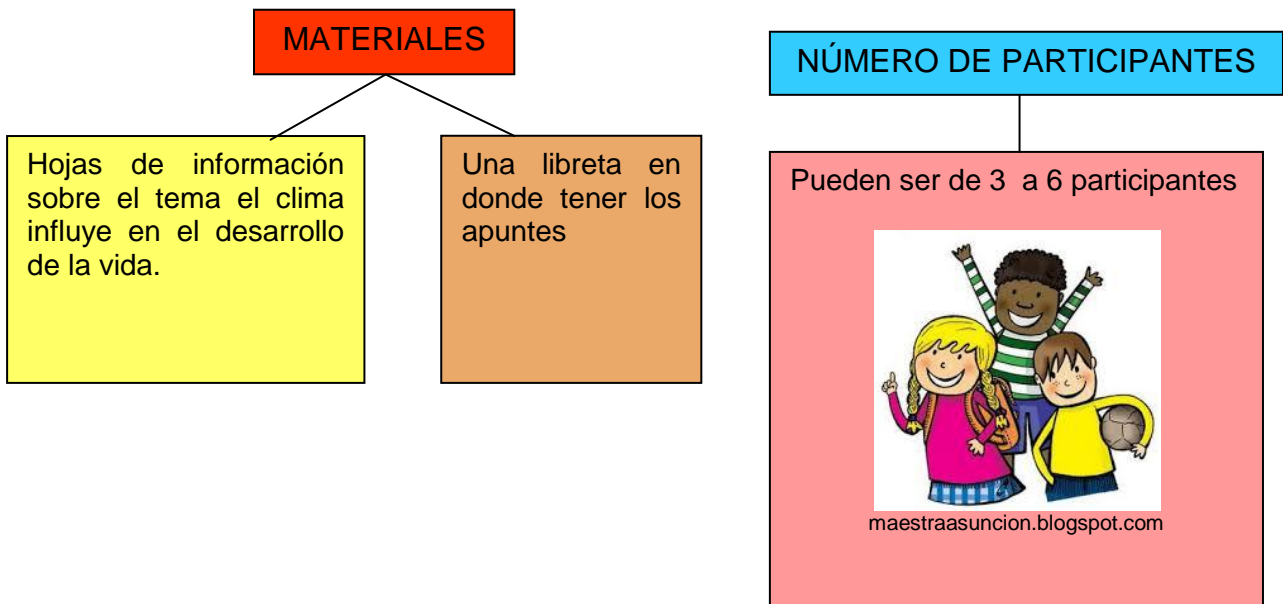 MATERIALES
Hojas de información
sobre el tema el clima
influye en el desarrollo
de la vida.
Una libreta en
donde tener los
apuntes
NÚMERO DE PARTICIPANTES
Pueden ser de 3 a 6 participantes
maestraasuncion.blogspot.com